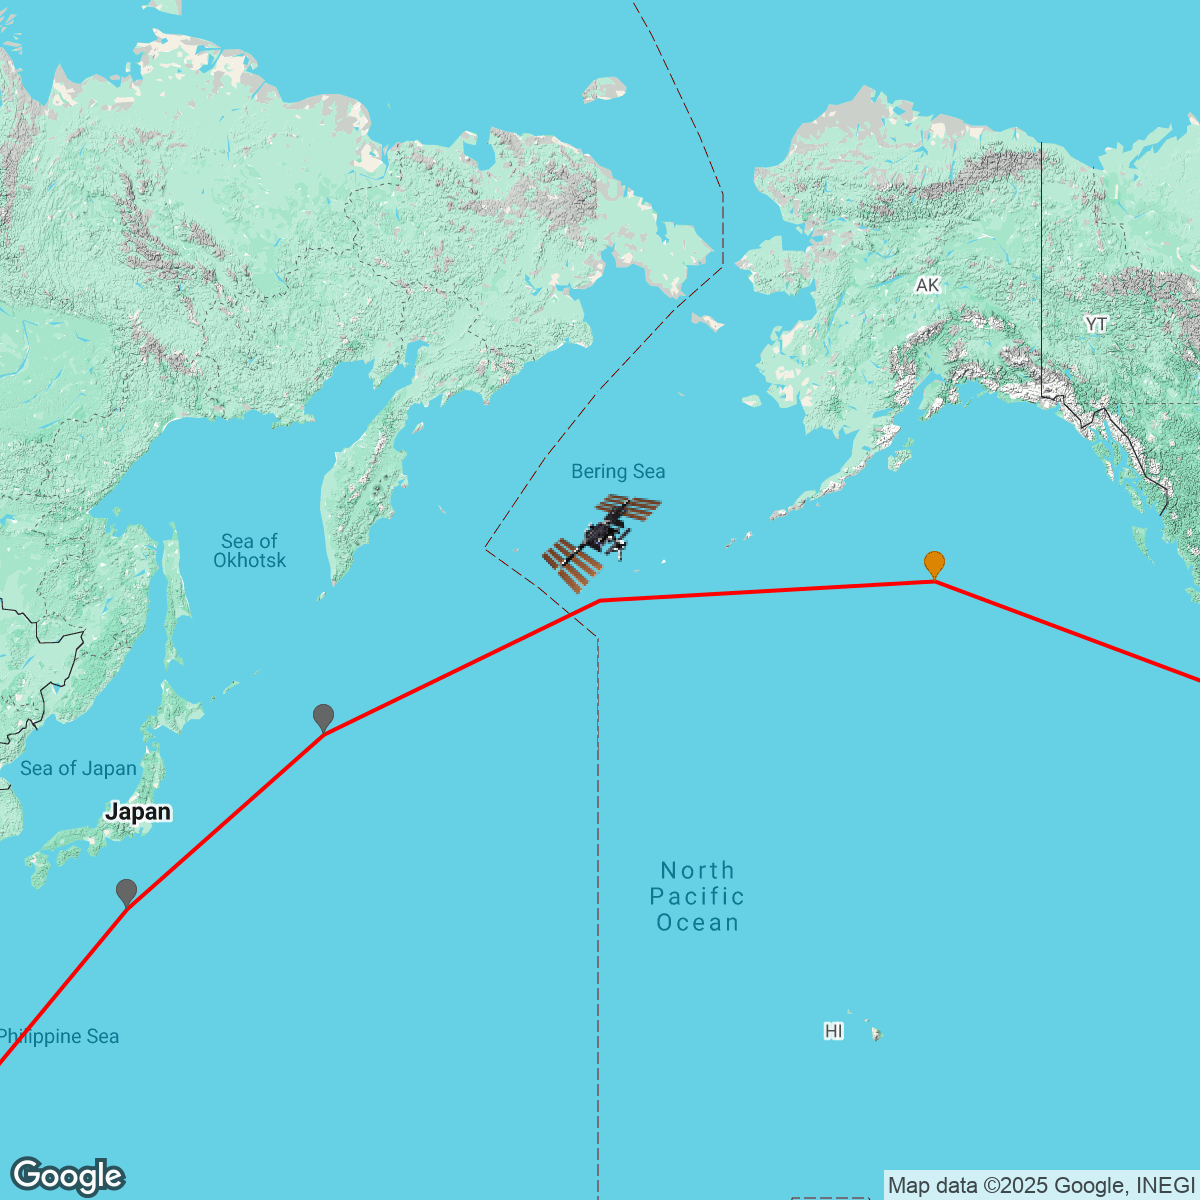 AK
YT
Bering Sea
Sea of
Okhotsk
Sea of Japan
Japan
North
Pacific
Ocean
HI
Philippine Sea
Google
Map data ©2025 Google, INEGI